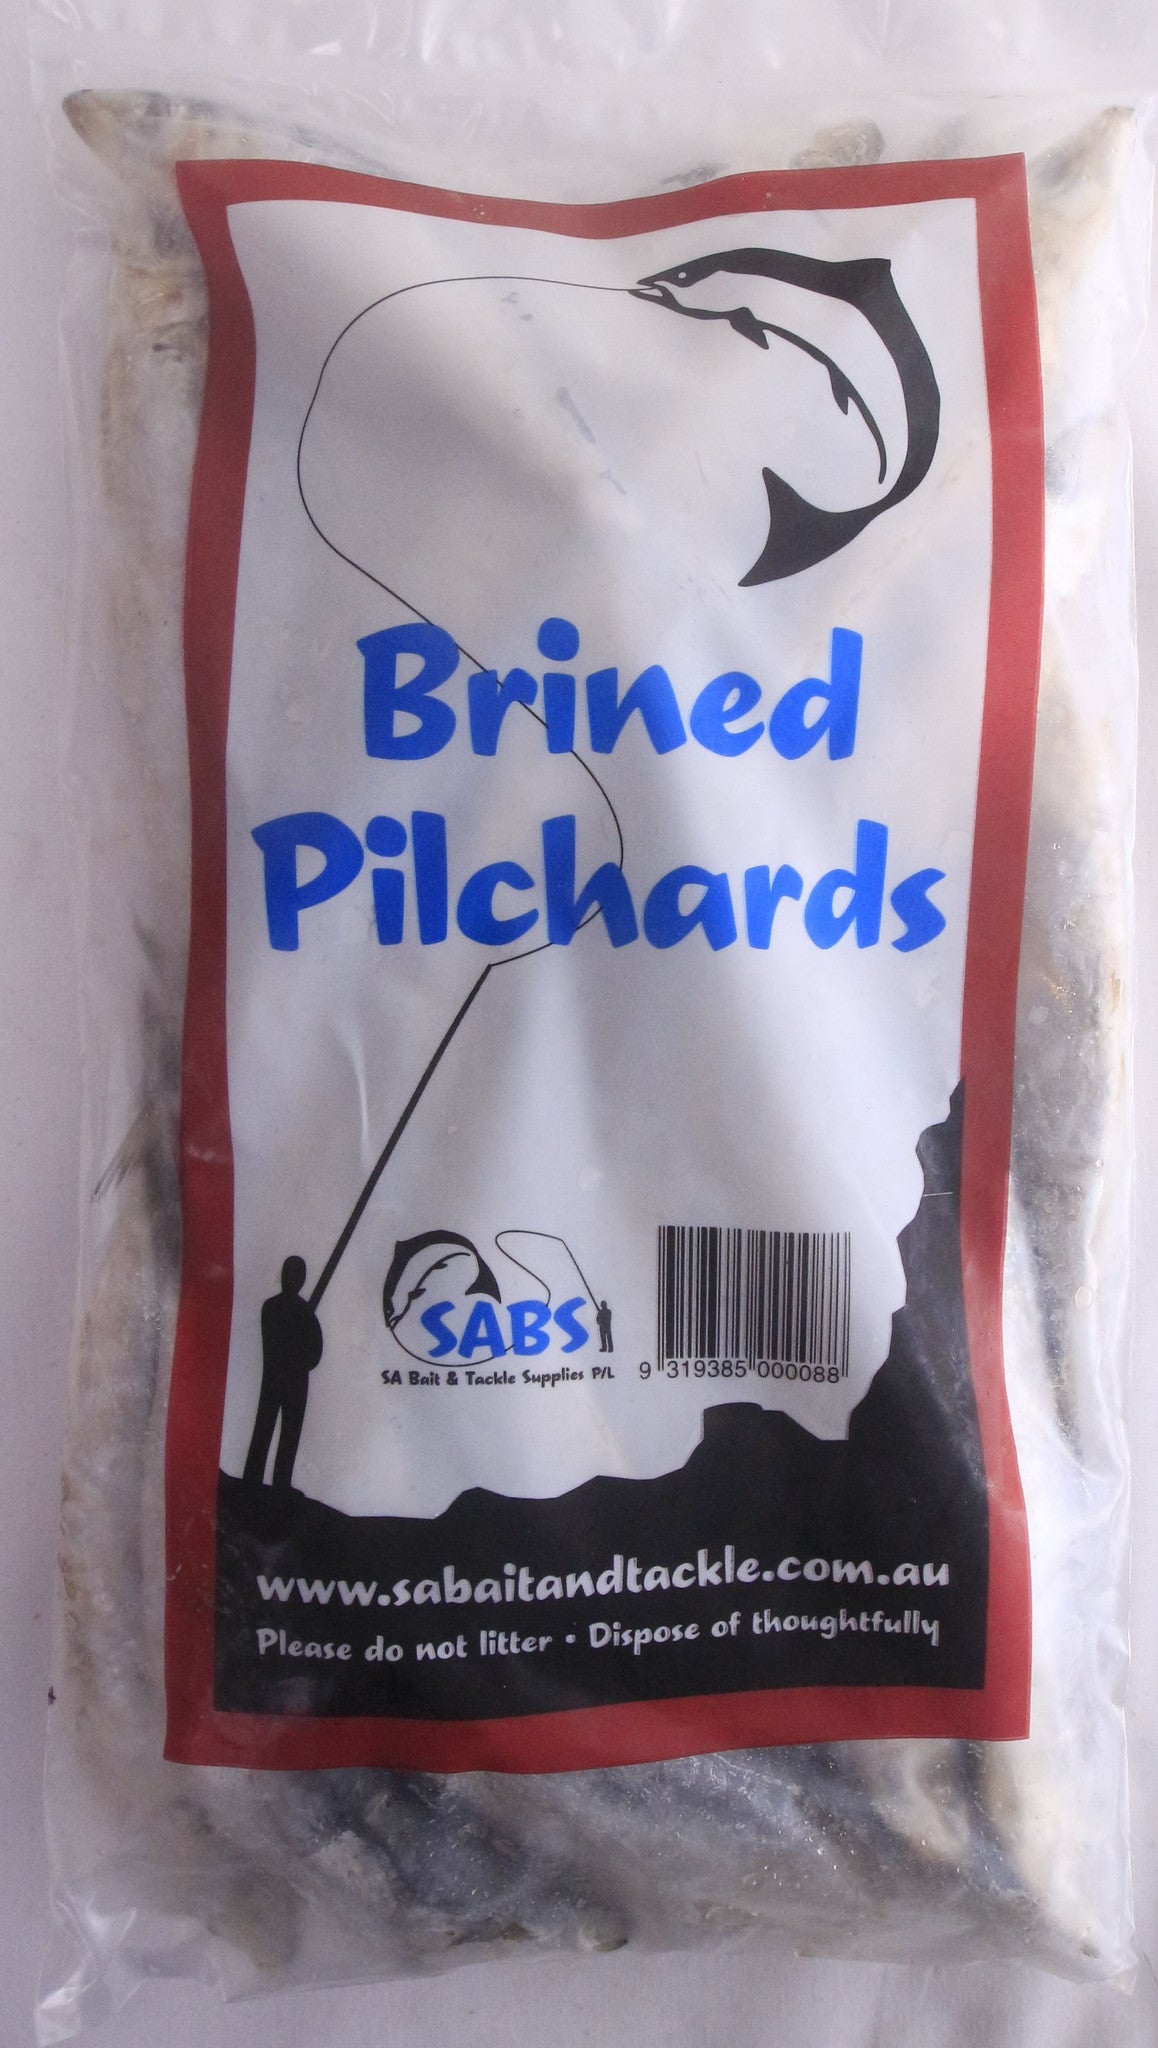 Brined
Pilchards
SABS
SA Bait & Tackle Supplies P/L
9 319385 000088
www.sabaitandtackle.com.au
Please do not litter • Dispose of thoughtfully